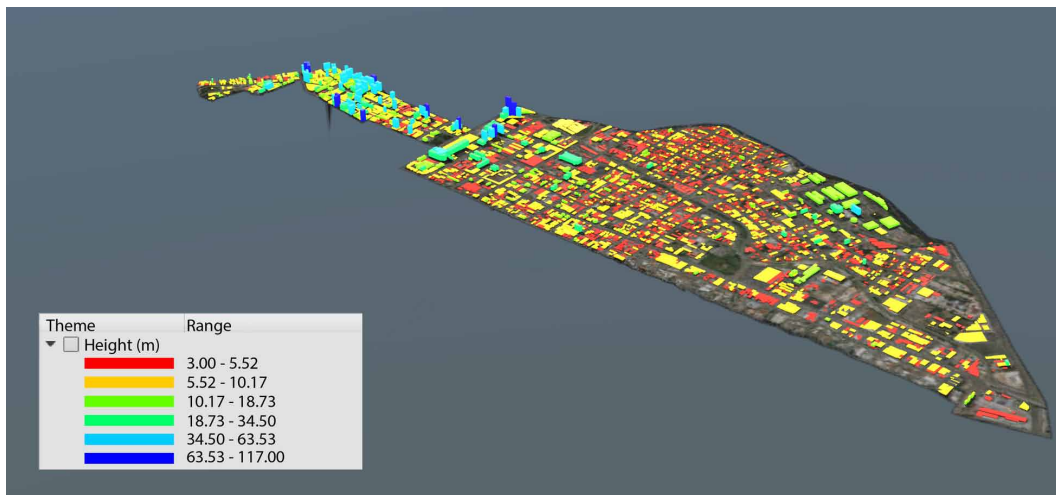 Theme Range
Height (m)
3.00 - 5.52
5.52 - 10.17
10.17 - 18.73
18.73 - 34.50
34.50 - 63.53
63.53 - 117.00